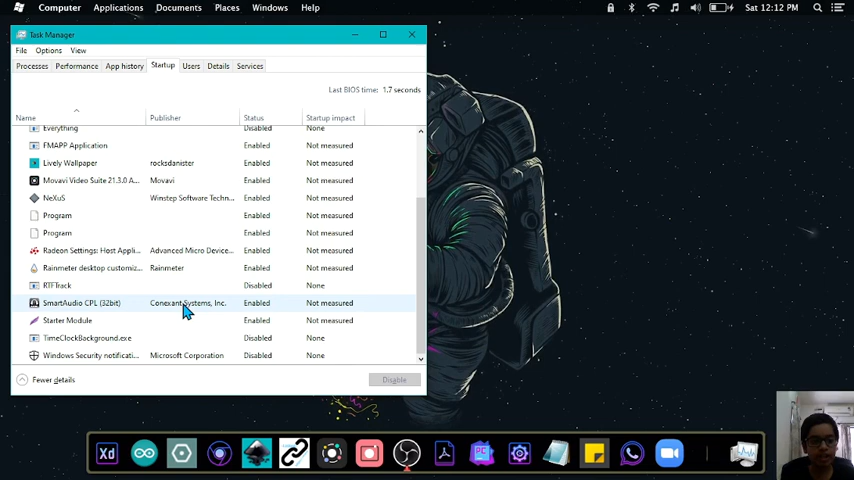 Computer Applications Documents Places Windows Help Sat 12:12 PM
Task Manager
File Options View
Processes Performance App history Startup Users Details Services
Last BIOS time: 1.7 seconds
Name Publisher Status Startup impact
Everything Disabled None
FMAPP Application Enabled Not measured
Lively Wallpaper rocksdanister Enabled Not measured
Movavi Video Suite 21.3.0 A... Movavi Enabled Not measured
NeXuS Winstep Software Techn... Enabled Not measured
Program Enabled Not measured
Program Enabled Not measured
Radeon Settings: Host Appli... Advanced Micro Device... Enabled Not measured
Rainmeter desktop customiz... Rainmeter Enabled Not measured
RTFTrack Disabled None
SmartAudio CPL (32bit) Conexant Systems, Inc. Enabled Not measured
Starter Module Enabled Not measured
TimeClockBackground.exe Disabled None
Windows Security notificati... Microsoft Corporation Disabled None
Fewer details Disable
Xd PC